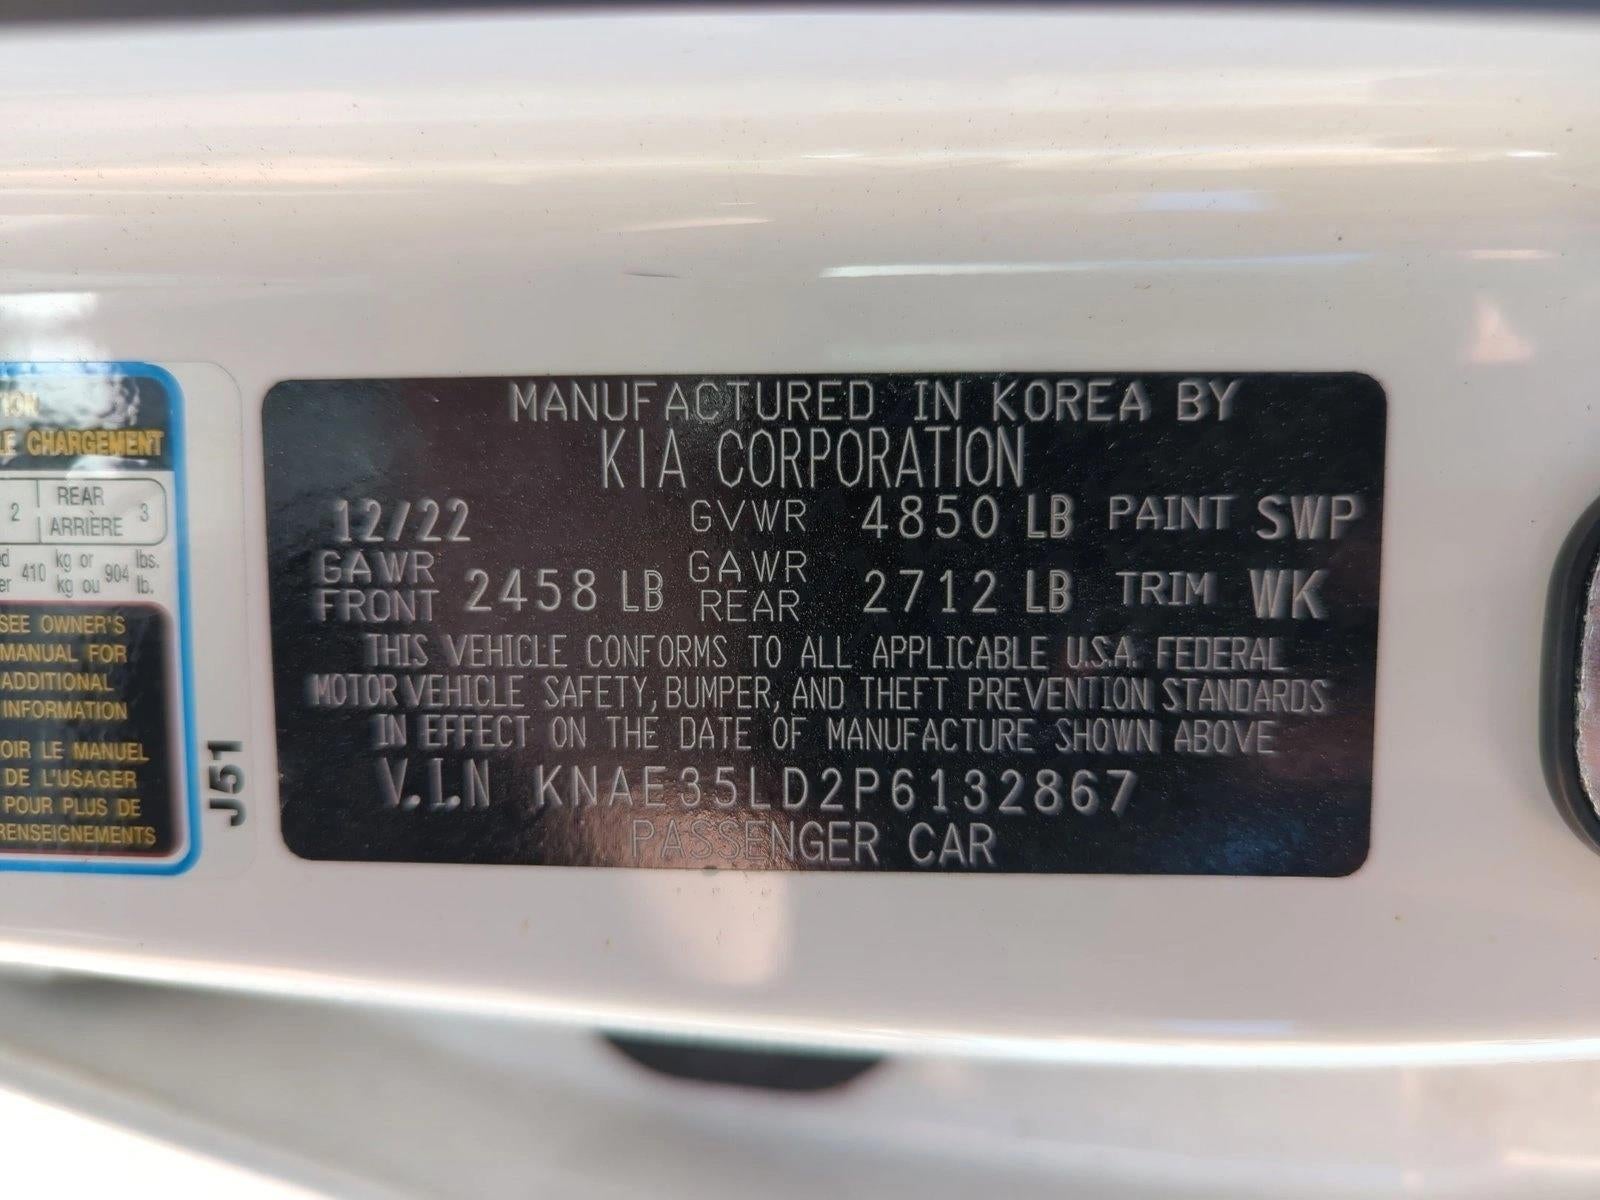 MANUFACTURED IN KOREA BY
KIA CORPORATION
12/22 GVWR 4850 LB PAINT SWP
GAWR FRONT 2458 LB GAWR REAR 2712 LB TRIM WK
THIS VEHICLE CONFORMS TO ALL APPLICABLE U.S.A. FEDERAL
MOTOR VEHICLE SAFETY, BUMPER, AND THEFT PREVENTION STANDARDS
IN EFFECT ON THE DATE OF MANUFACTURE SHOWN ABOVE
V.I.N KNAE35LD2P6132867
PASSENGER CAR
LE CHARGEMENT
2 REAR ARRIÈRE 3
410 kg or 904 lbs.
kg ou lb.
SEE OWNER'S
MANUAL FOR
ADDITIONAL
INFORMATION
VOIR LE MANUEL
DE L'USAGER
POUR PLUS DE
RENSEIGNEMENTS
J51